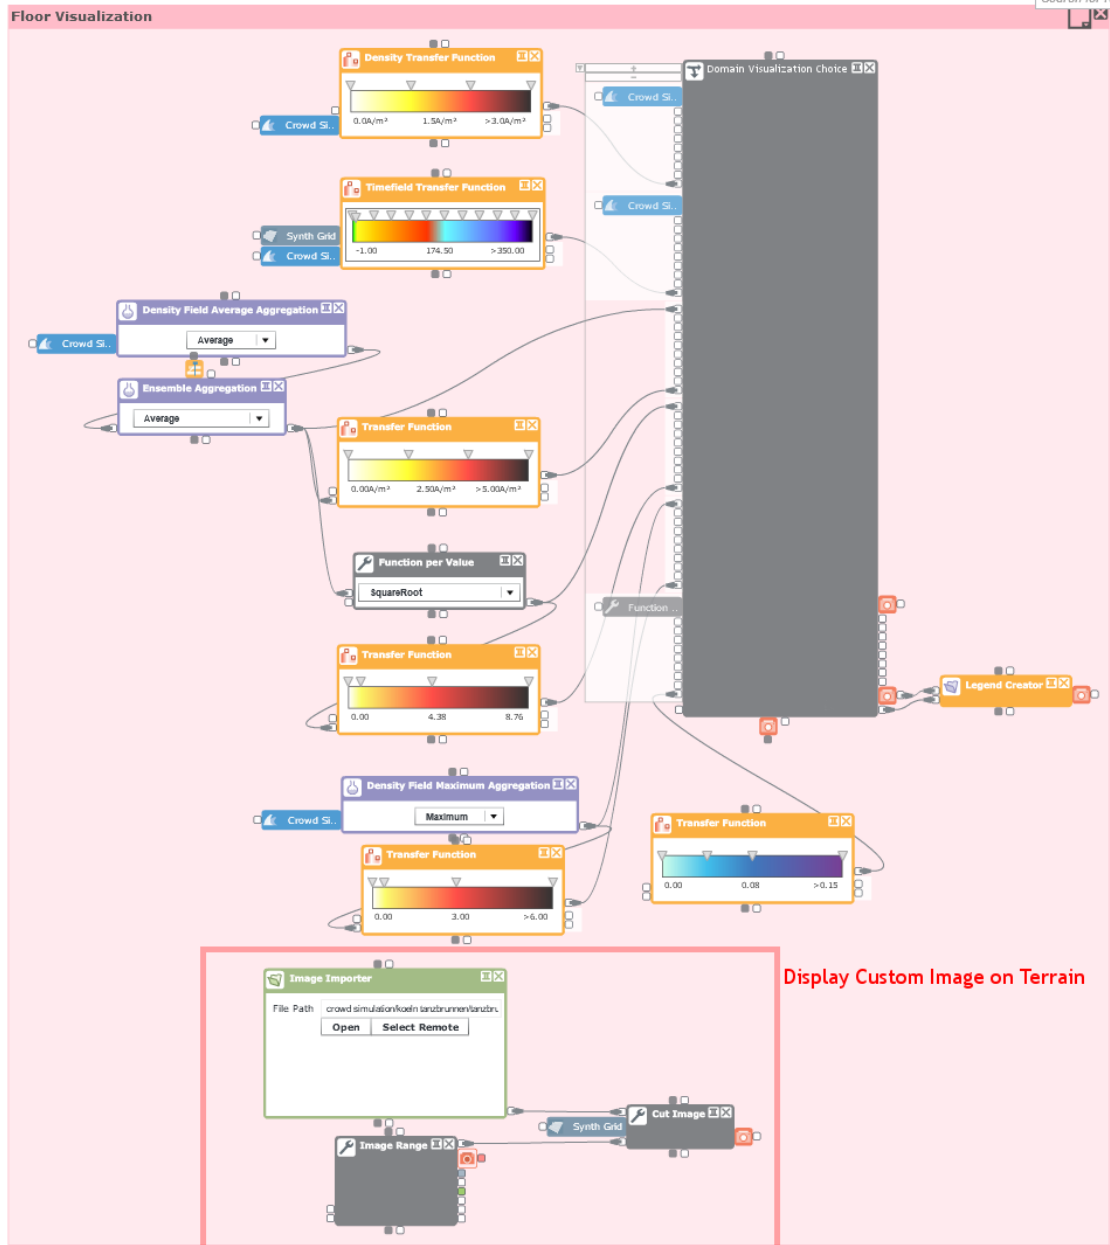 Floor Visualization
Density Transfer Function
0.0A/m²
1.5A/m²
>3.0A/m²
Crowd Si..
Domain Visualization Choice
+
−
Crowd Si..
Timefield Transfer Function
-1.00
174.50
>350.00
Synth Grid
Crowd Si..
Crowd Si..
Density Field Average Aggregation
Average
Crowd Si..
Ensemble Aggregation
Average
Transfer Function
0.00A/m²
2.50A/m²
>5.00A/m²
Function per Value
SquareRoot
Function ..
Transfer Function
0.00
4.38
8.76
Legend Creator
Density Field Maximum Aggregation
Maximum
Crowd Si..
Transfer Function
0.00
0.08
>0.15
Transfer Function
0.00
3.00
>6.00
Display Custom Image on Terrain
Image Importer
File Path
crowd simulation/koeln tanzbrunnen/tanzbru
Open
Select Remote
Cut Image
Synth Grid
Image Range